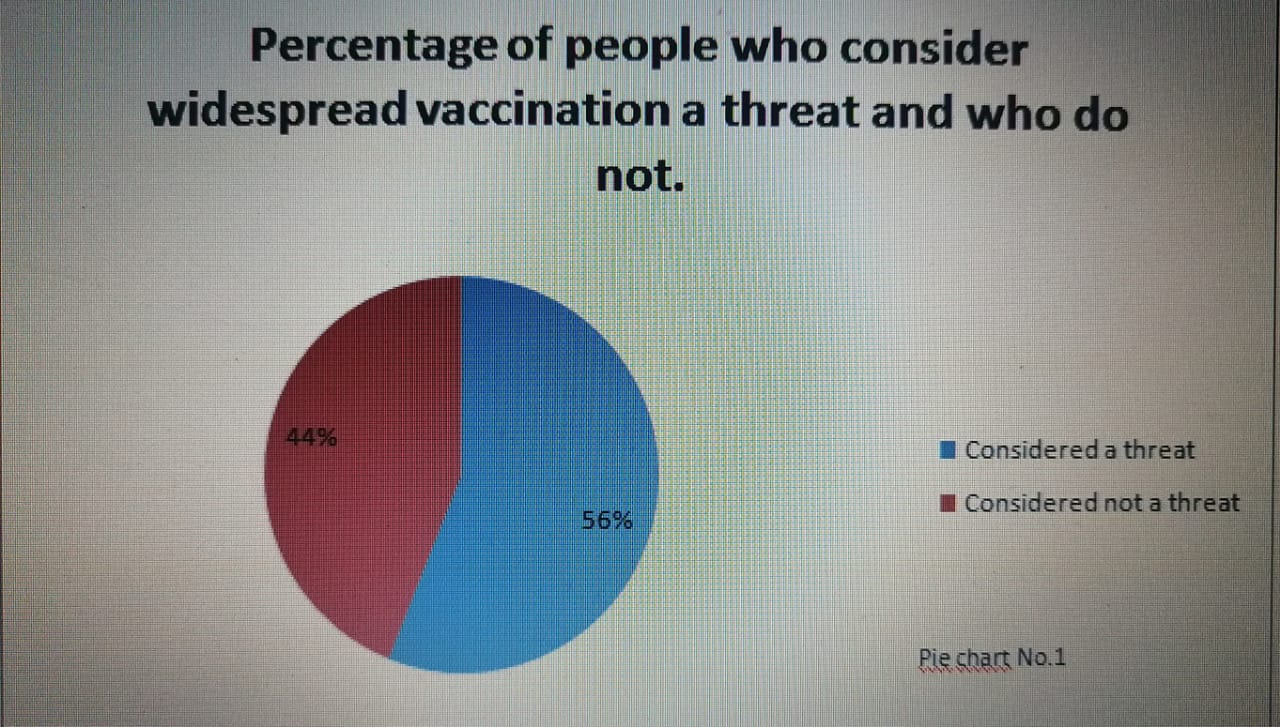 Percentage of people who consider
widespread vaccination a threat and who do
not.
44%
56%
Considered a threat
Considered not a threat
Pie chart No.1